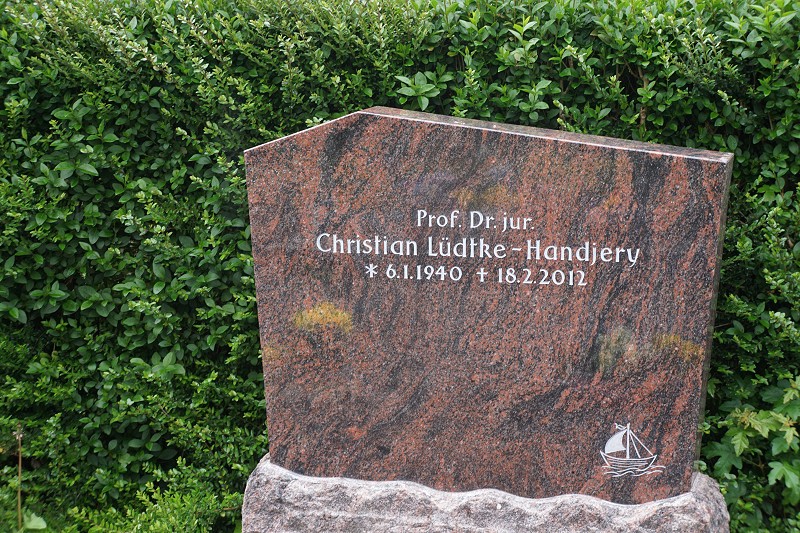 Prof. Dr. jur.
Christian Lüdtke-Handjery
* 6.1.1940 † 18.2.2012